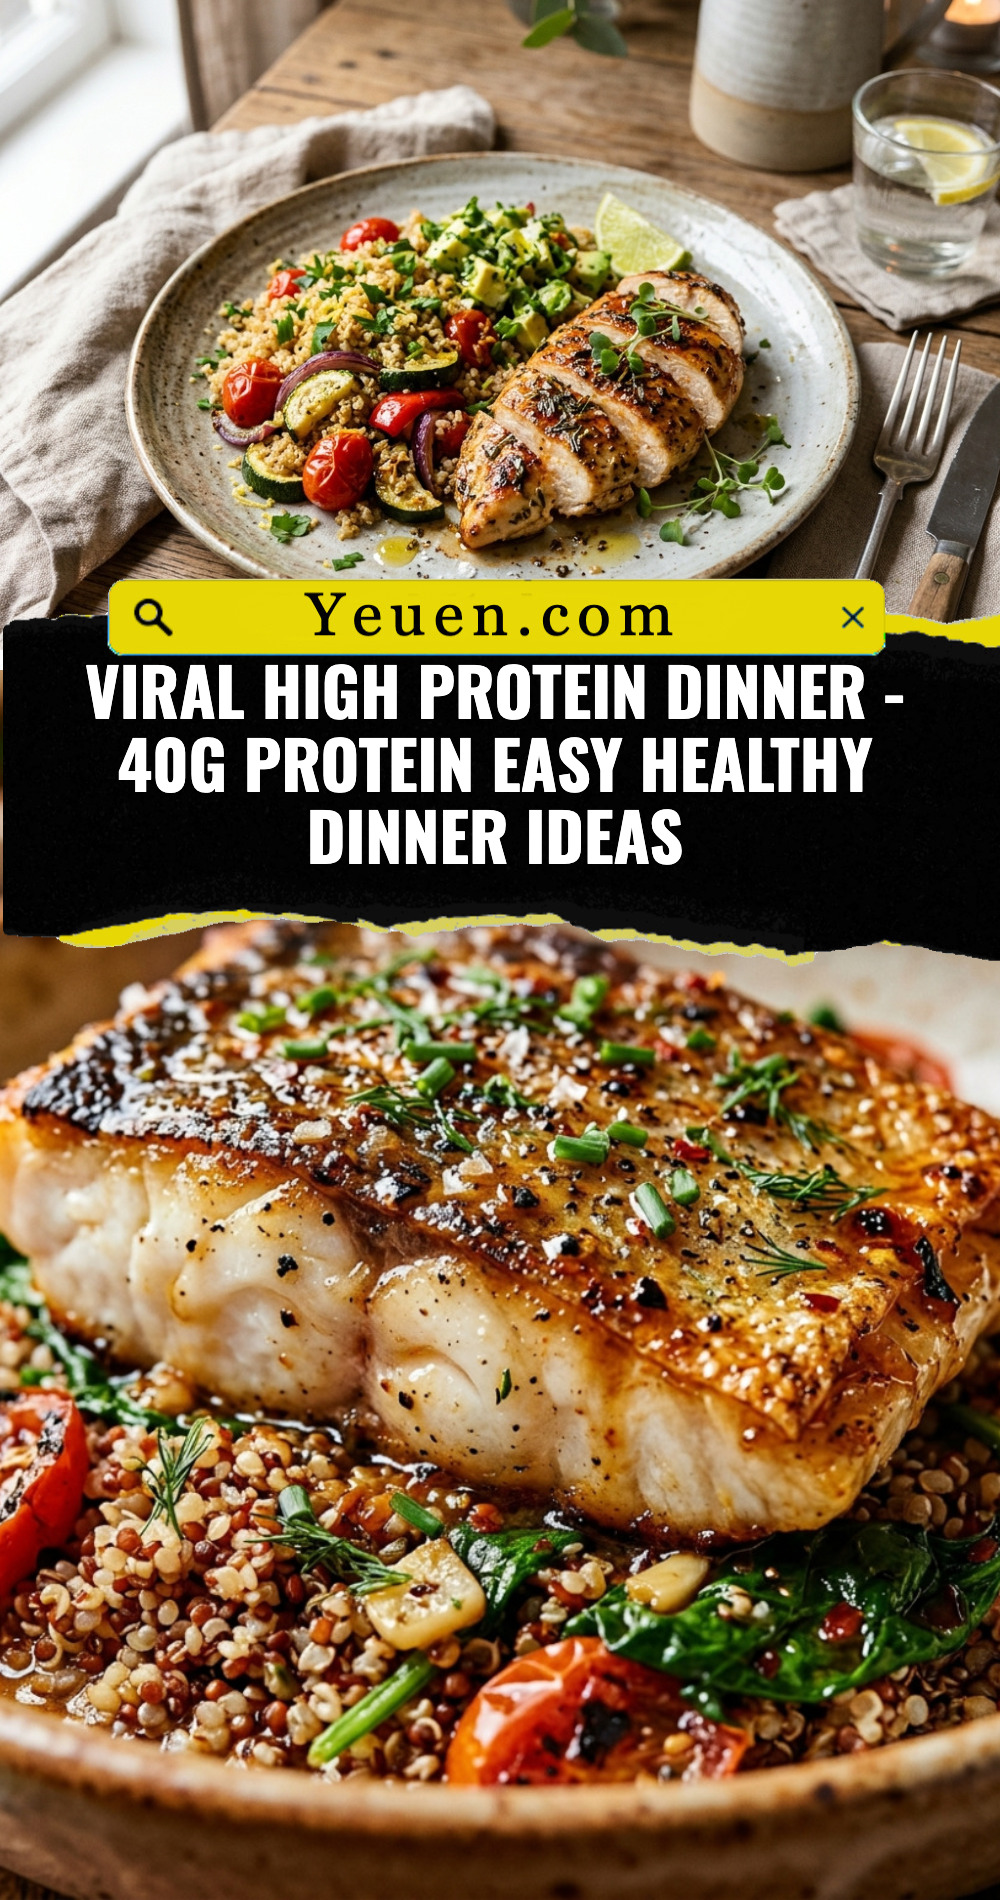 Yeuen.com
VIRAL HIGH PROTEIN DINNER -
40G PROTEIN EASY HEALTHY
DINNER IDEAS